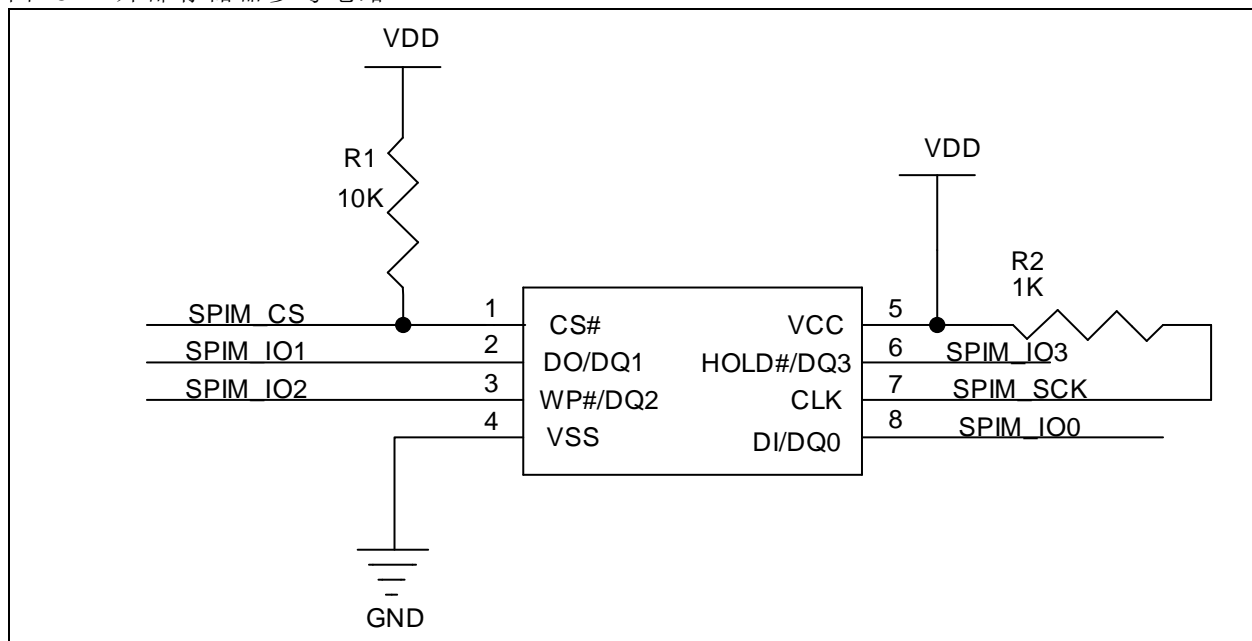 VDD
R1
10K
VDD
R2
1K
SPIM_CS
1
CS#
VCC
5
SPIM_IO1
2
DO/DQ1
HOLD#/DQ3
6
SPIM_IO3
SPIM_IO2
3
WP#/DQ2
CLK
7
SPIM_SCK
4
VSS
DI/DQ0
8
SPIM_IO0
GND